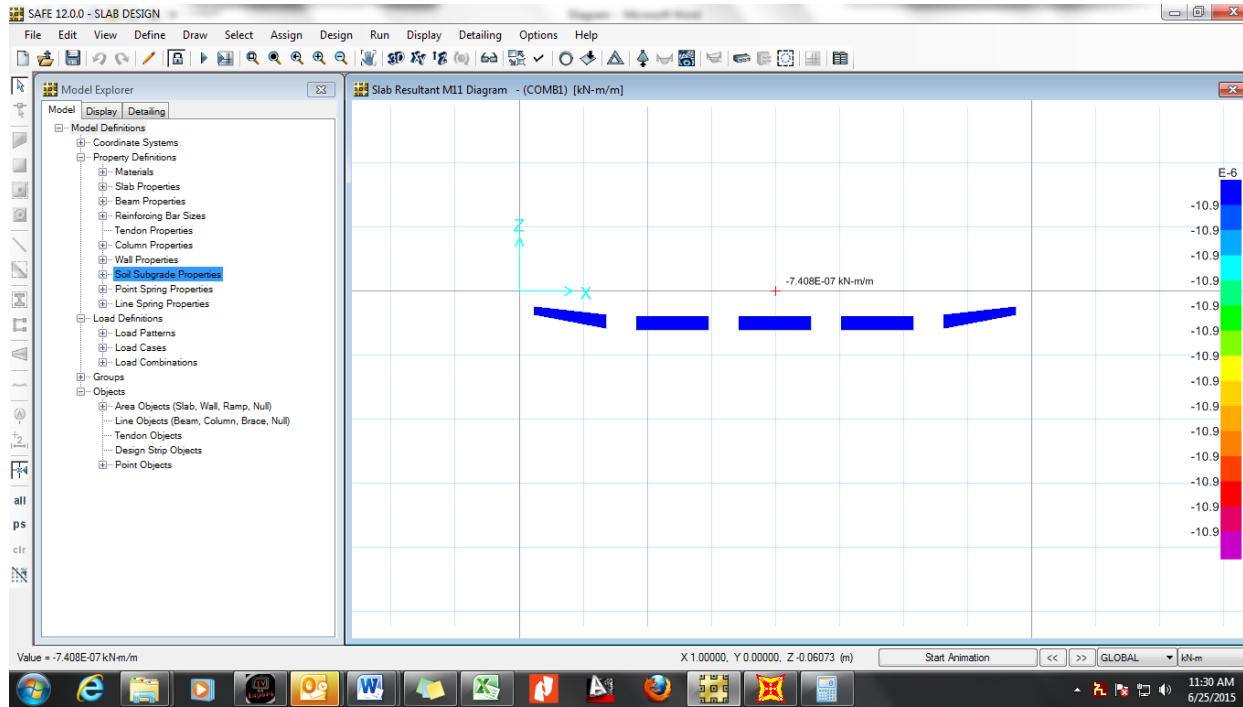 SAFE 12.0.0 - SLAB DESIGN
File Edit View Define Draw Select Assign Design Run Display Detailing Options Help
Model Explorer
Model Display Detailing
Model Definitions
Coordinate Systems
Property Definitions
Materials
Slab Properties
Beam Properties
Reinforcing Bar Sizes
Tendon Properties
Column Properties
Wall Properties
Soil Subgrade Properties
Point Spring Properties
Line Spring Properties
Load Definitions
Load Patterns
Load Cases
Load Combinations
Groups
Objects
Area Objects (Slab, Wall, Ramp, Null)
Line Objects (Beam, Column, Brace, Null)
Tendon Objects
Design Strip Objects
Point Objects
all
ps
clr
Slab Resultant M11 Diagram - (COMB1) [kN-m/m]
Z
X
-7.408E-07 kN-m/m
E-6
-10.9
-10.9
-10.9
-10.9
-10.9
-10.9
-10.9
-10.9
-10.9
-10.9
-10.9
-10.9
-10.9
-10.9
Value = -7.408E-07 kN-m/m
X 1.00000, Y 0.00000, Z -0.06073 (m)
Start Animation
<< >>
GLOBAL
kN-m
11:30 AM
6/25/2015